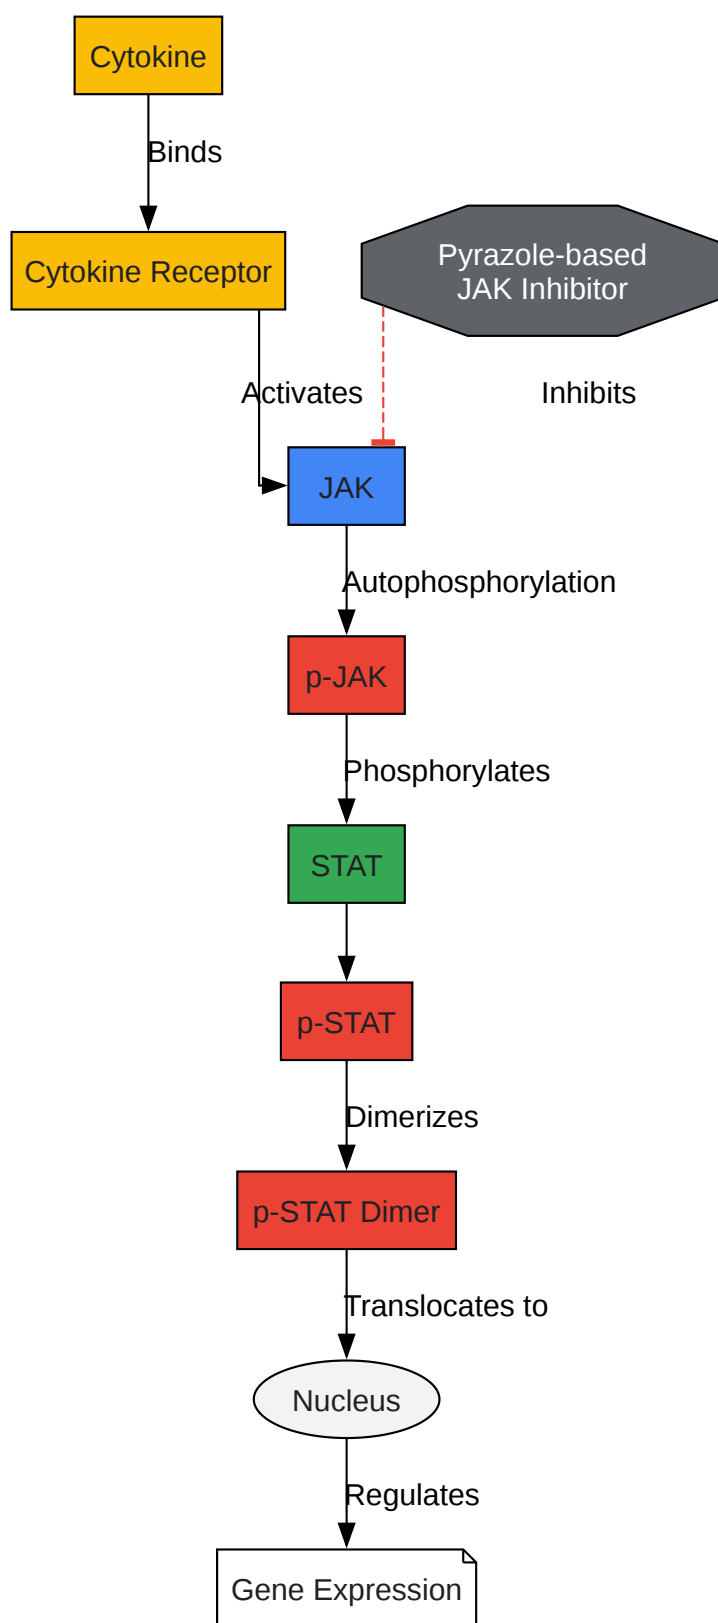 Cytokine
Binds
Cytokine Receptor
Pyrazole-based
JAK Inhibitor
Activates
Inhibits
JAK
Autophosphorylation
p-JAK
Phosphorylates
STAT
p-STAT
Dimerizes
p-STAT Dimer
Translocates to
Nucleus
Regulates
Gene Expression